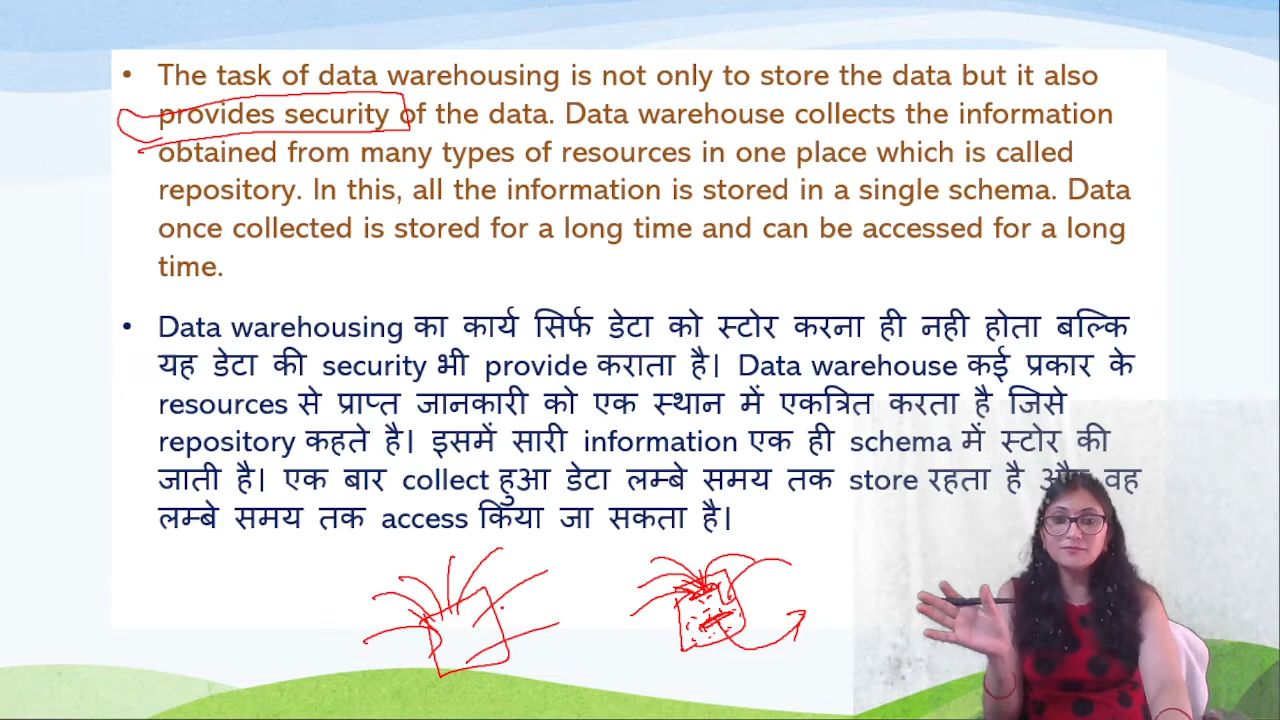 • The task of data warehousing is not only to store the data but it also
provides security of the data. Data warehouse collects the information
obtained from many types of resources in one place which is called
repository. In this, all the information is stored in a single schema. Data
once collected is stored for a long time and can be accessed for a long
time.
• Data warehousing का कार्य सिर्फ डेटा को स्टोर करना ही नही होता बल्कि
यह डेटा की security भी provide कराता है। Data warehouse कई प्रकार के
resources से प्राप्त जानकारी को एक स्थान में एकत्रित करता है जिसे
repository कहते है। इसमें सारी information एक ही schema में स्टोर की
जाती है। एक बार collect हुआ डेटा लम्बे समय तक store रहता है और वह
लम्बे समय तक access किया जा सकता है।